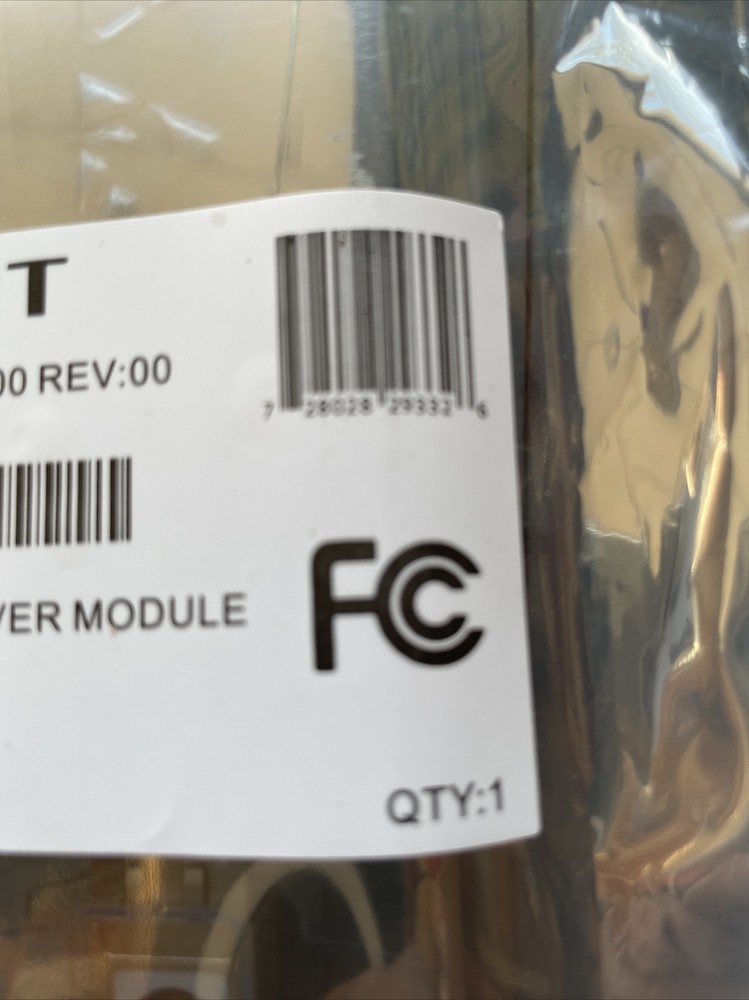 T
00 REV:00
7 28028 29332 6
VER MODULE
FC
QTY:1